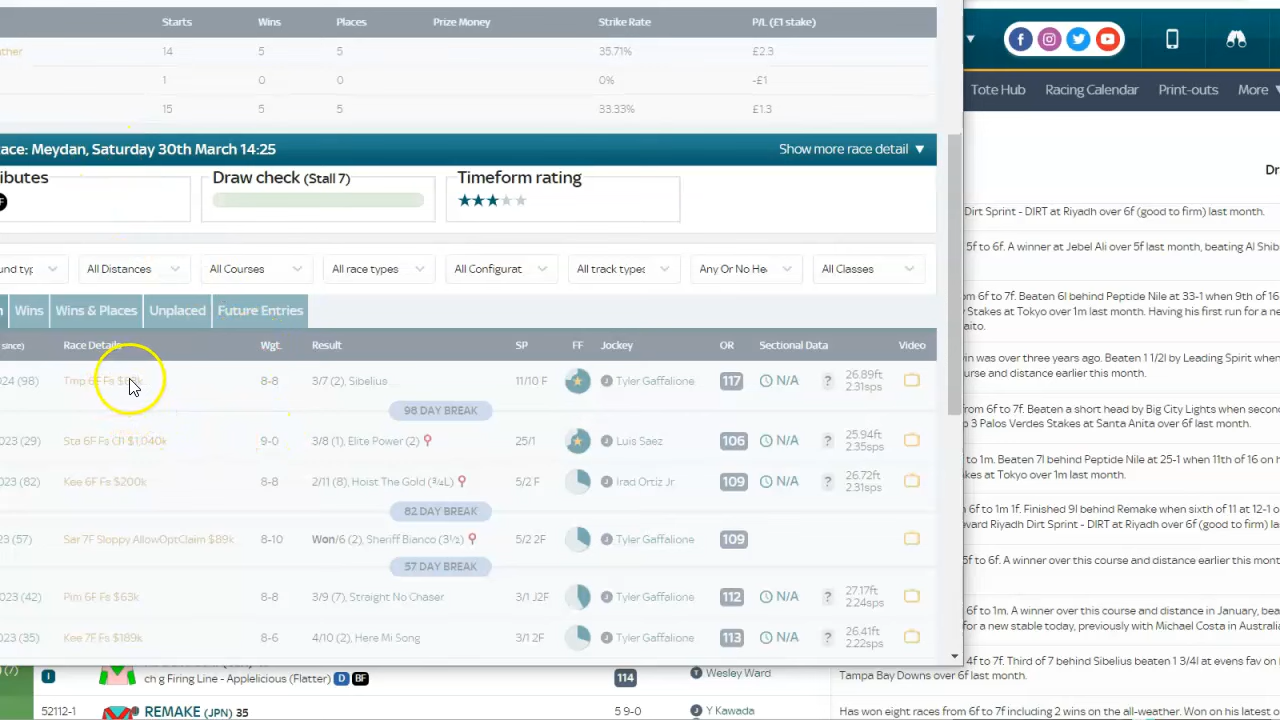 Starts Wins Places Prize Money Strike Rate P/L (£1 stake)
14 5 5 35.71% £2.3
1 0 0 0% -£1
15 5 5 33.33% £1.3
Meydan, Saturday 30th March 14:25 Show more race detail ▼
Draw check (Stall 7) Timeform rating
All Distances All Courses All race types All Configurat All track types Any Or No He All Classes
Wins Wins & Places Unplaced Future Entries
since) Race Details Wgt. Result SP FF Jockey OR Sectional Data Video
(98) Tmp 6F Fs 8-8 3/7 (2), Sibelius 11/10 F Tyler Gaffalione 117 N/A ? 26.89ft
2.31sps
98 DAY BREAK
(29) Sta 6F Fs $1,040k 9-0 3/8 (1), Elite Power (2) 25/1 Luis Saez 106 N/A ? 25.94ft
2.35sps
(82) Kee 6F Fs $200k 2/11 (8), Hoist The Gold (¾L) 5/2 F Irad Ortiz Jr 109 N/A ? 26.72ft
2.31sps
82 DAY BREAK
(57) Sar 7F Sloppy AllowOptClaim $89k 8-10 Won/6 (2), Sheriff Bianco (3½) 5/2 2F Tyler Gaffalione 109
57 DAY BREAK
(42) Pim 6F Fs $63k 8-8 3/9 (7), Straight No Chaser 3/1 J2F Tyler Gaffalione 112 N/A ? 27.17ft
2.24sps
(35) Kee 7F Fs $189k 8-6 4/10 (2), Here Mi Song 3/1 2F Tyler Gaffalione 113 N/A ? 26.41ft
2.22sps
ch g Firing Line - Applelicious (Flatter) D BF 114 Wesley Ward
52112-1 REMAKE (JPN) 35 5 9-0 Y Kawada
Tote Hub Racing Calendar Print-outs More
Dirt Sprint - DIRT at Riyadh over 6f (good to firm) last month.
5f to 6f. A winner at Jebel Ali over 5f last month, beating Al Shib
from 6f to 7f. Beaten 6l behind Peptide Nile at 33-1 when 9th of 16
Stakes at Tokyo over 1m last month. Having his first run for a ne
win was over three years ago. Beaten 1 1/2l by Leading Spirit when
course and distance earlier this month.
from 6f to 7f. Beaten a short head by Big City Lights when secon
3 Palos Verdes Stakes at Santa Anita over 6f last month.
to 1m. Beaten 7l behind Peptide Nile at 25-1 when 11th of 16 on h
Stakes at Tokyo over 1m last month.
6f to 1m 1f. Finished 9l behind Remake when sixth of 11 at 12-1 o
Riyadh Dirt Sprint - DIRT at Riyadh over 6f (good to firm)
5f to 6f. A winner over this course and distance earlier this month
6f to 1m. A winner over this course and distance in January, bea
for a new stable today, previously with Michael Costa in Australia
4f to 7f. Third of 7 behind Sibelius beaten 1 3/4l at evens fav on
Tampa Bay Downs over 6f last month.
Has won eight races from 6f to 7f including 2 wins on the all-weather. Won on his latest o